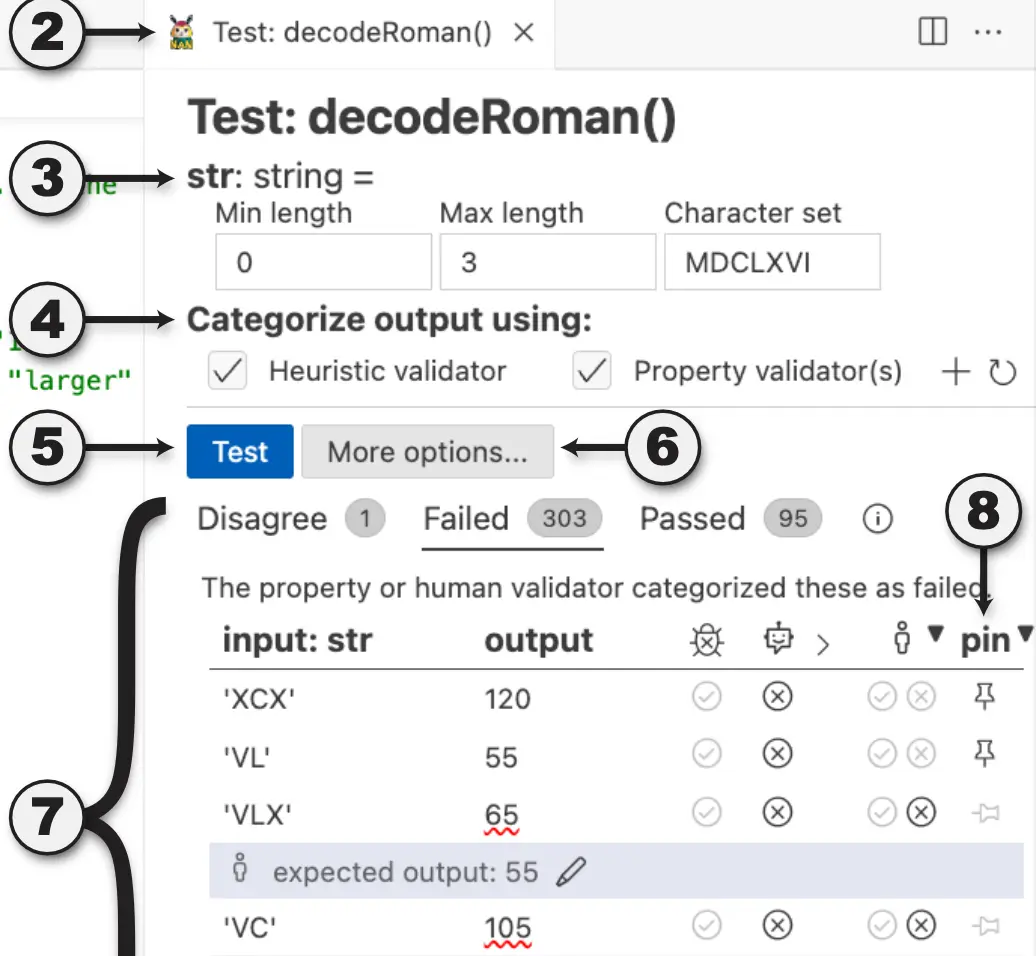 2
Test: decodeRoman()
Test: decodeRoman()
3
str: string =
Min length Max length Character set
0 3 MDCLXVI
4
Categorize output using:
"larger"
Heuristic validator Property validator(s)
5
Test More options...
6
Disagree 1 Failed 303 Passed 95
8
The property or human validator categorized these as failed.
input: str output pin
'XCX' 120
'VL' 55
'VLX' 65
7
expected output: 55
'VC' 105